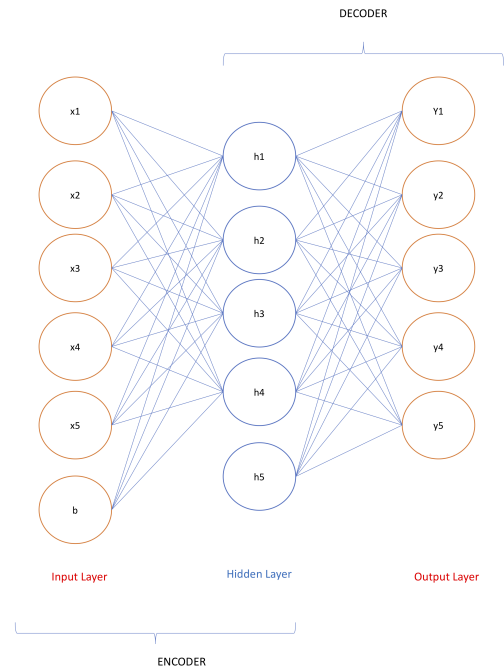 DECODER
x1
x2
x3
x4
x5
b
h1
h2
h3
h4
h5
Y1
y2
y3
y4
y5
Input Layer
Hidden Layer
Output Layer
ENCODER